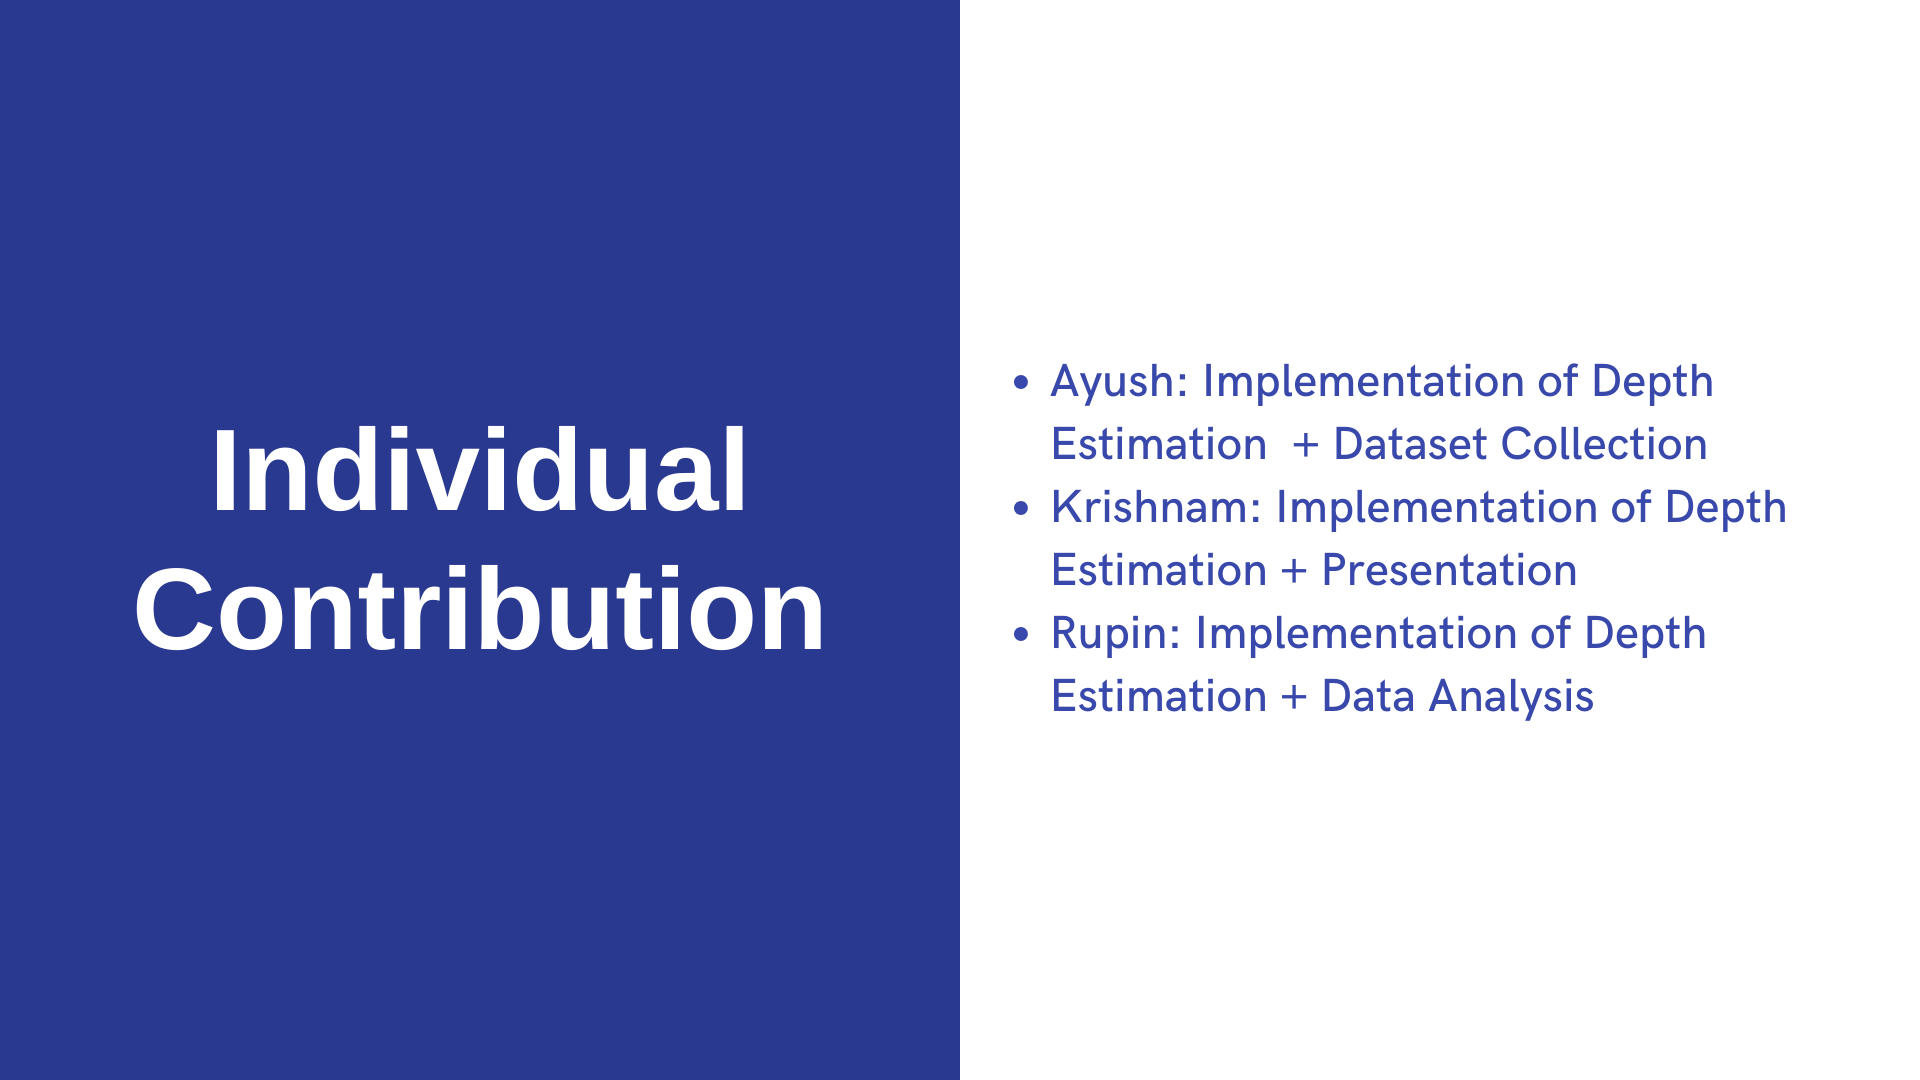 Individual
Contribution
• Ayush: Implementation of Depth
Estimation  + Dataset Collection
• Krishnam: Implementation of Depth
Estimation + Presentation
• Rupin: Implementation of Depth
Estimation + Data Analysis